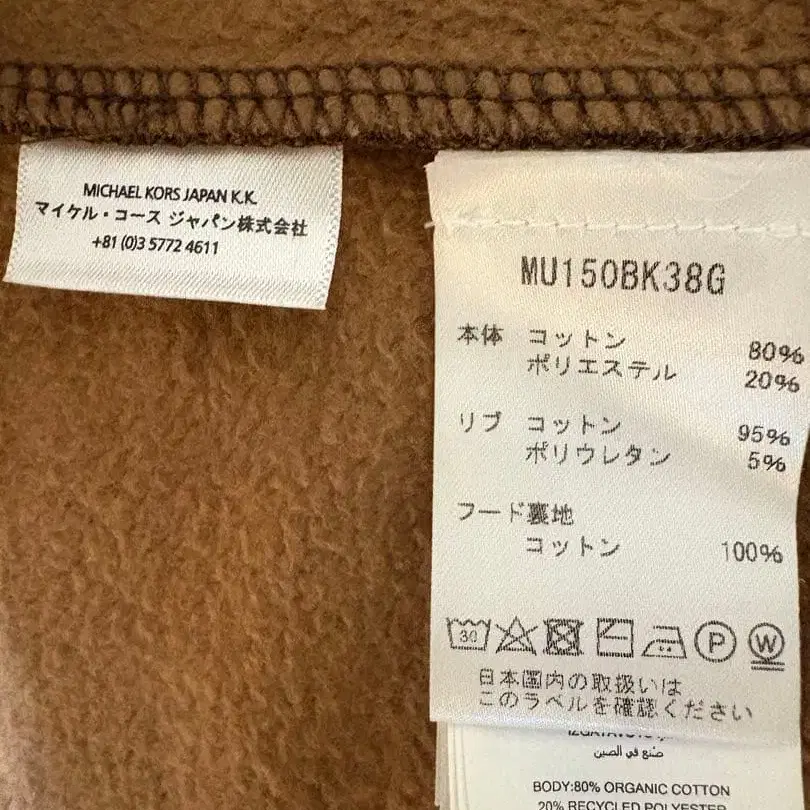 MICHAEL KORS JAPAN K.K.
マイケル・コース ジャパン株式会社
+81 (0)3 5772 4611
MU150BK38G
本体 コットン 80%
ポリエステル 20%
リブ コットン 95%
ポリウレタン 5%
フード裏地
コットン 100%
30 P W
日本国内の取扱いは
このラベルを確認ください
صنع في الصين
BODY:80% ORGANIC COTTON
20% RECYCLED POLYESTER